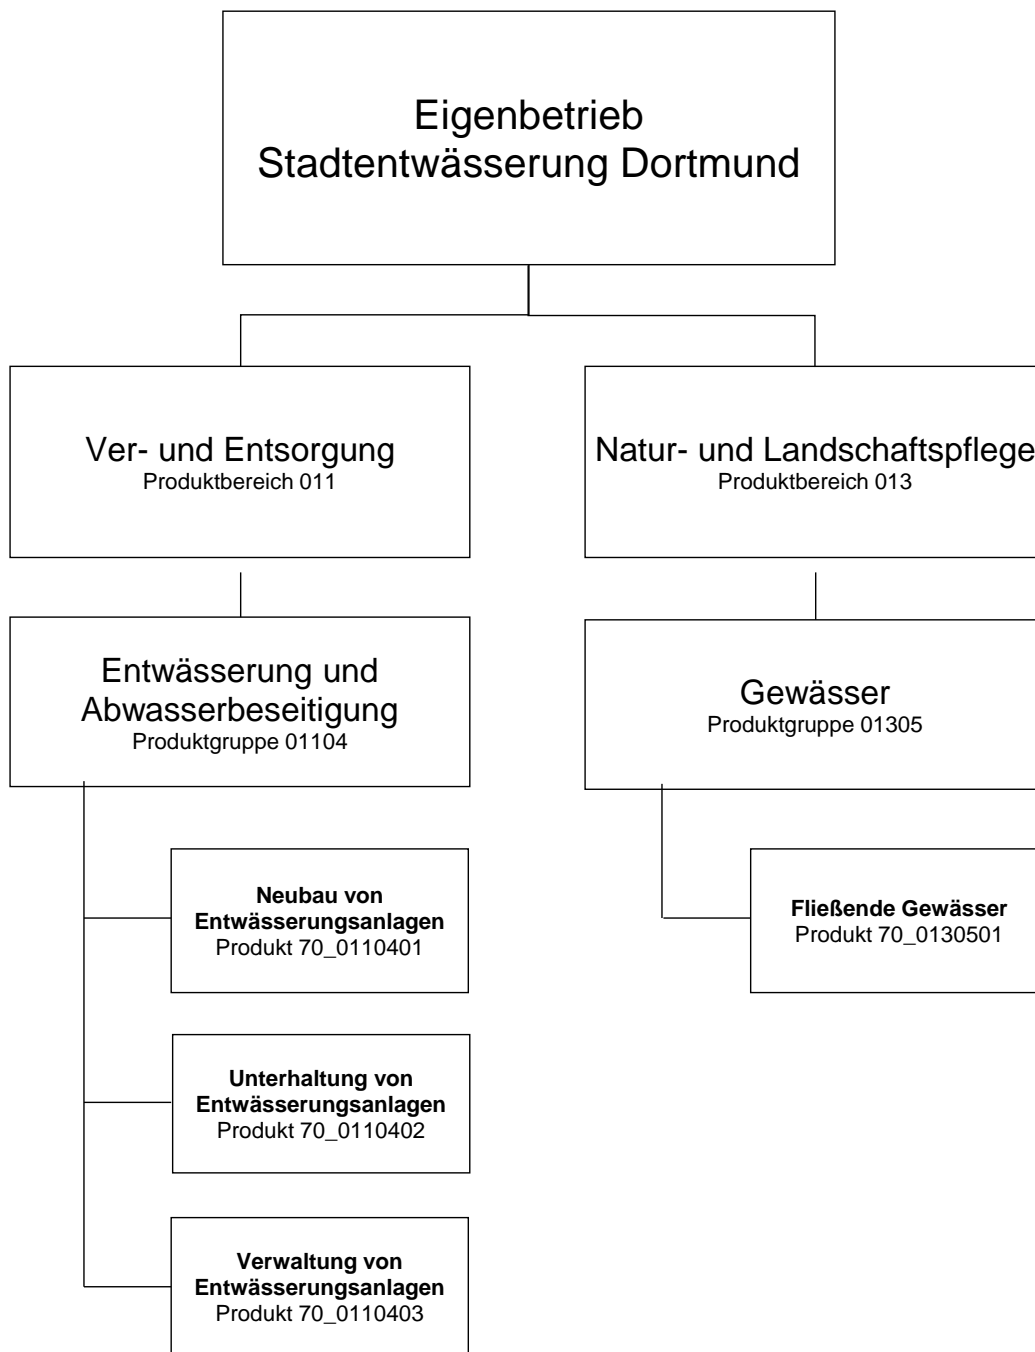 Eigenbetrieb
Stadtentwässerung Dortmund
Ver- und Entsorgung
Produktbereich 011
Natur- und Landschaftspflege
Produktbereich 013
Entwässerung und
Abwasserbeseitigung
Produktgruppe 01104
Gewässer
Produktgruppe 01305
Neubau von
Entwässerungsanlagen
Produkt 70_0110401
Fließende Gewässer
Produkt 70_0130501
Unterhaltung von
Entwässerungsanlagen
Produkt 70_0110402
Verwaltung von
Entwässerungsanlagen
Produkt 70_0110403